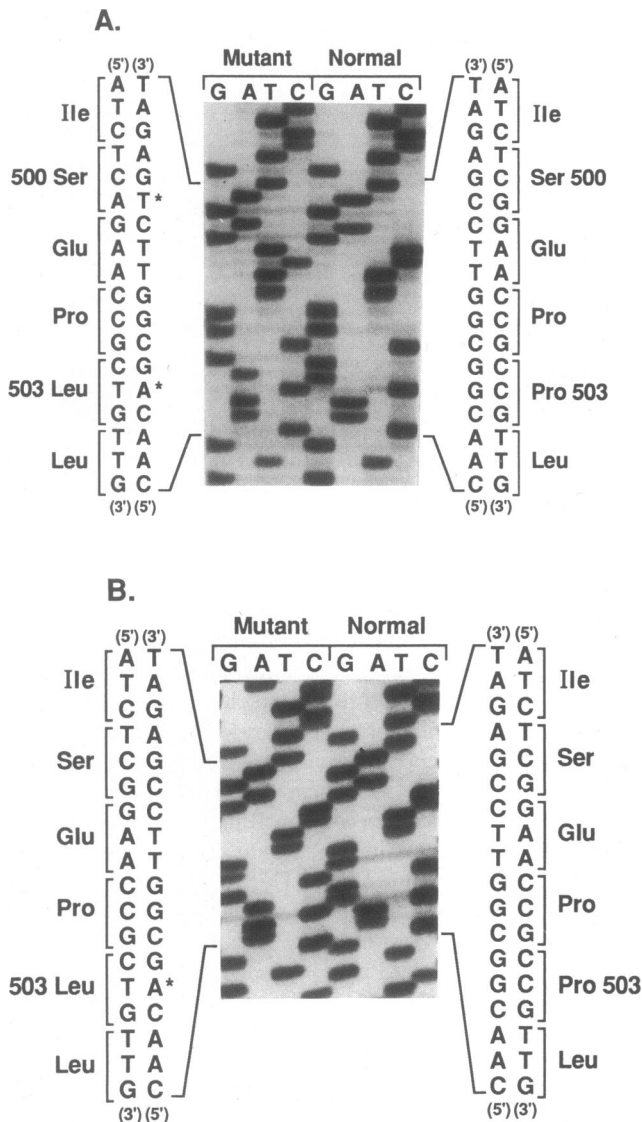 A.
(5') (3')
A T
T A
C G
Ile
T A
C G
A T*
500 Ser
G C
A T
A T
Glu
C G
C G
G C
Pro
C G
T A*
G C
503 Leu
T A
T A
G C
Leu
(3') (5')
Mutant Normal
G A T C G A T C
(3') (5')
T A
A T
G C
Ile
A T
G C
C G
Ser 500
C G
T A
T A
Glu
G C
G C
C G
Pro
G C
G C
C G
Pro 503
A T
A T
C G
Leu
(5') (3')
B.
(5') (3')
A T
T A
C G
Ile
T A
C G
G C
Ser
G C
A T
A T
Glu
C G
C G
G C
Pro
C G
T A*
G C
503 Leu
T A
T A
G C
Leu
(3') (5')
Mutant Normal
G A T C G A T C
(3') (5')
T A
A T
G C
Ile
A T
G C
C G
Ser
C G
T A
T A
Glu
G C
G C
C G
Pro
G C
G C
C G
Pro 503
A T
A T
C G
Leu
(5') (3')